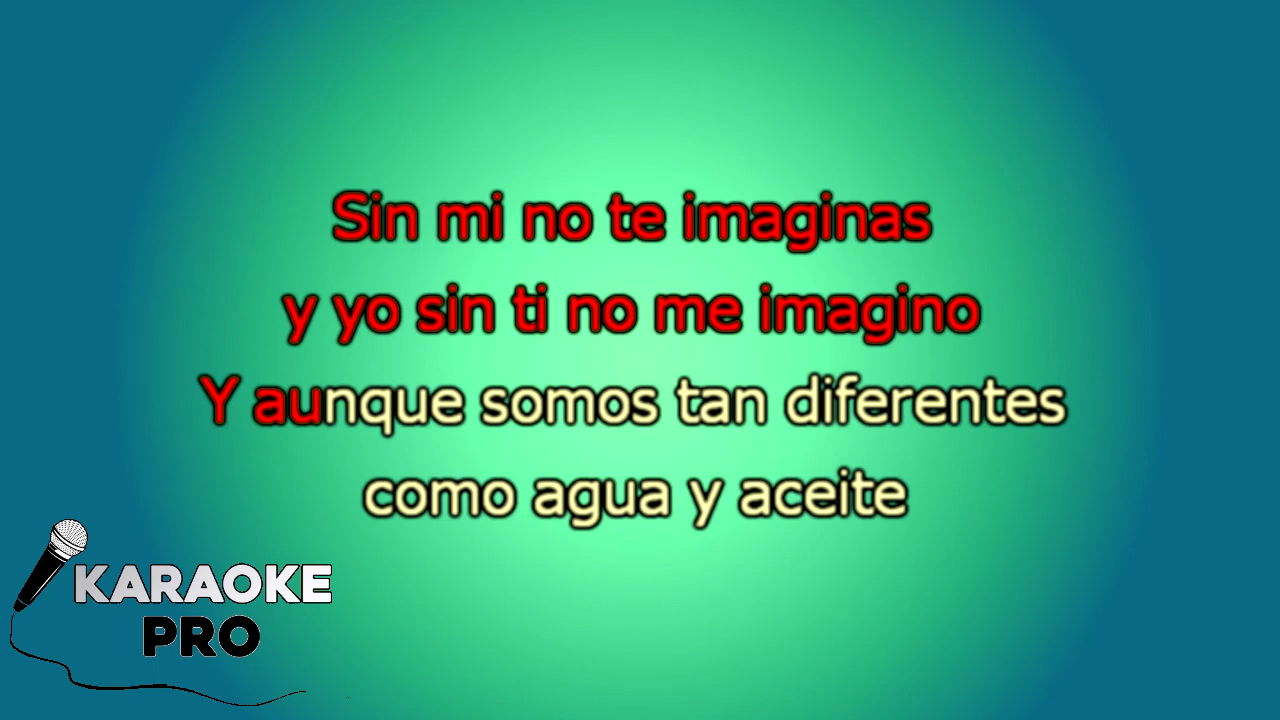 Sin mi no te imaginas
y yo sin ti no me imagino
Y aunque somos tan diferentes
como agua y aceite
KARAOKE
PRO